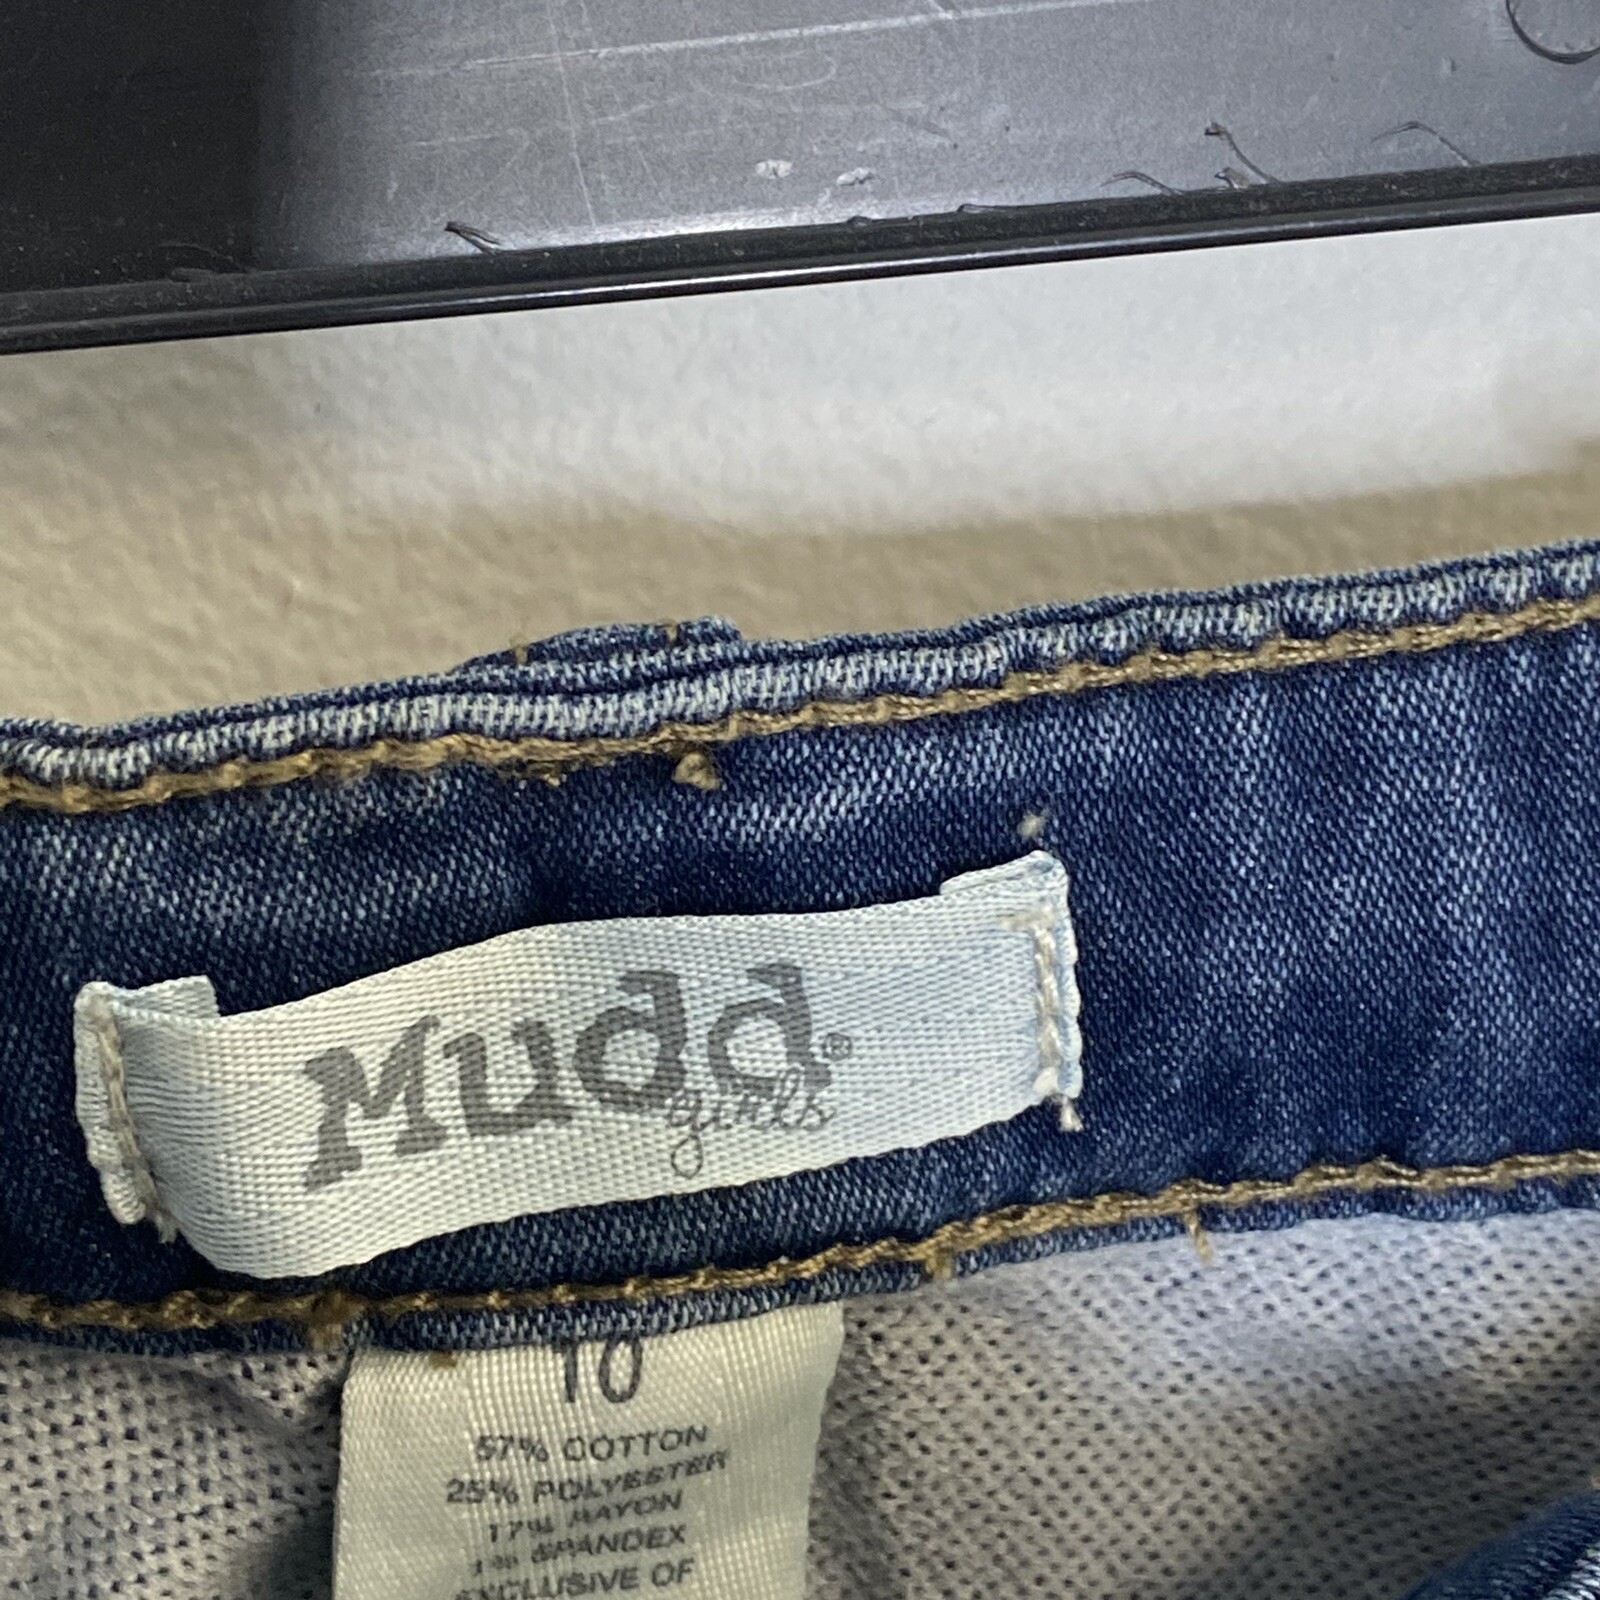 Mudd®
girls
10
57% COTTON
25% POLYESTER
17% RAYON
1% SPANDEX
EXCLUSIVE OF